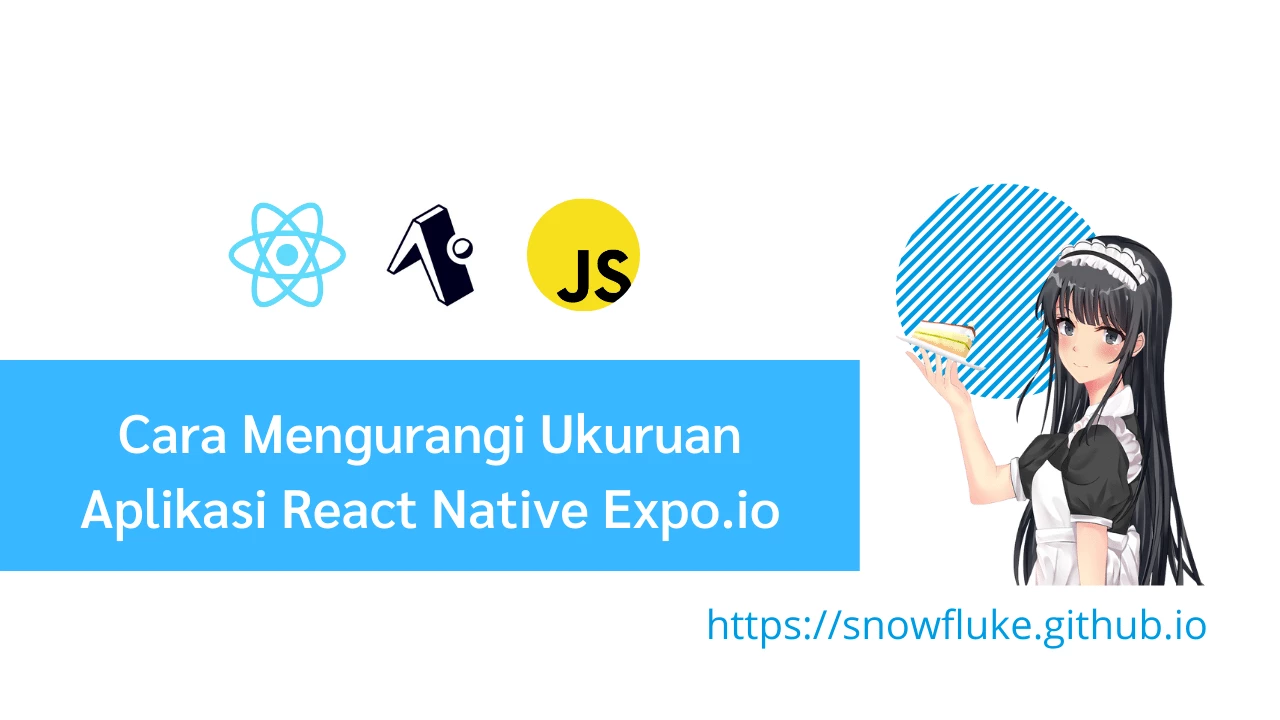 JS
Cara Mengurangi Ukuruan
Aplikasi React Native Expo.io
https://snowfluke.github.io